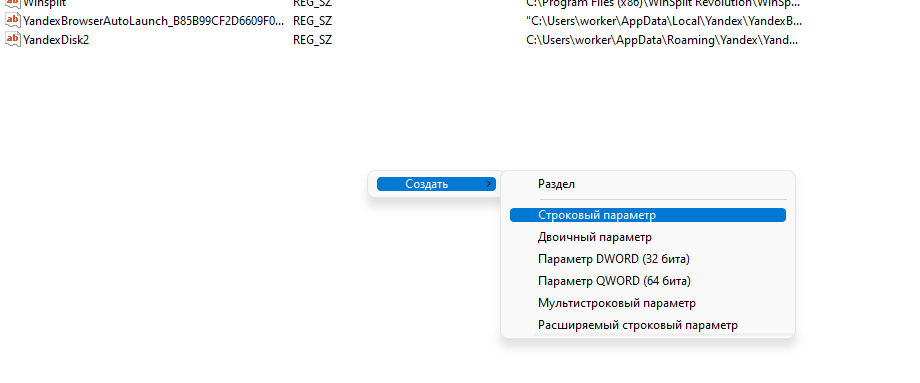 Winsplit REG_SZ C:\Program Files (x86)\WinSplit Revolution\WinSp...
YandexBrowserAutoLaunch_B85B99CF2D6609F0... REG_SZ "C:\Users\worker\AppData\Local\Yandex\YandexB...
YandexDisk2 REG_SZ C:\Users\worker\AppData\Roaming\Yandex\Yand...
Создать
Раздел
Строковый параметр
Двоичный параметр
Параметр DWORD (32 бита)
Параметр QWORD (64 бита)
Мультистроковый параметр
Расширяемый строковый параметр